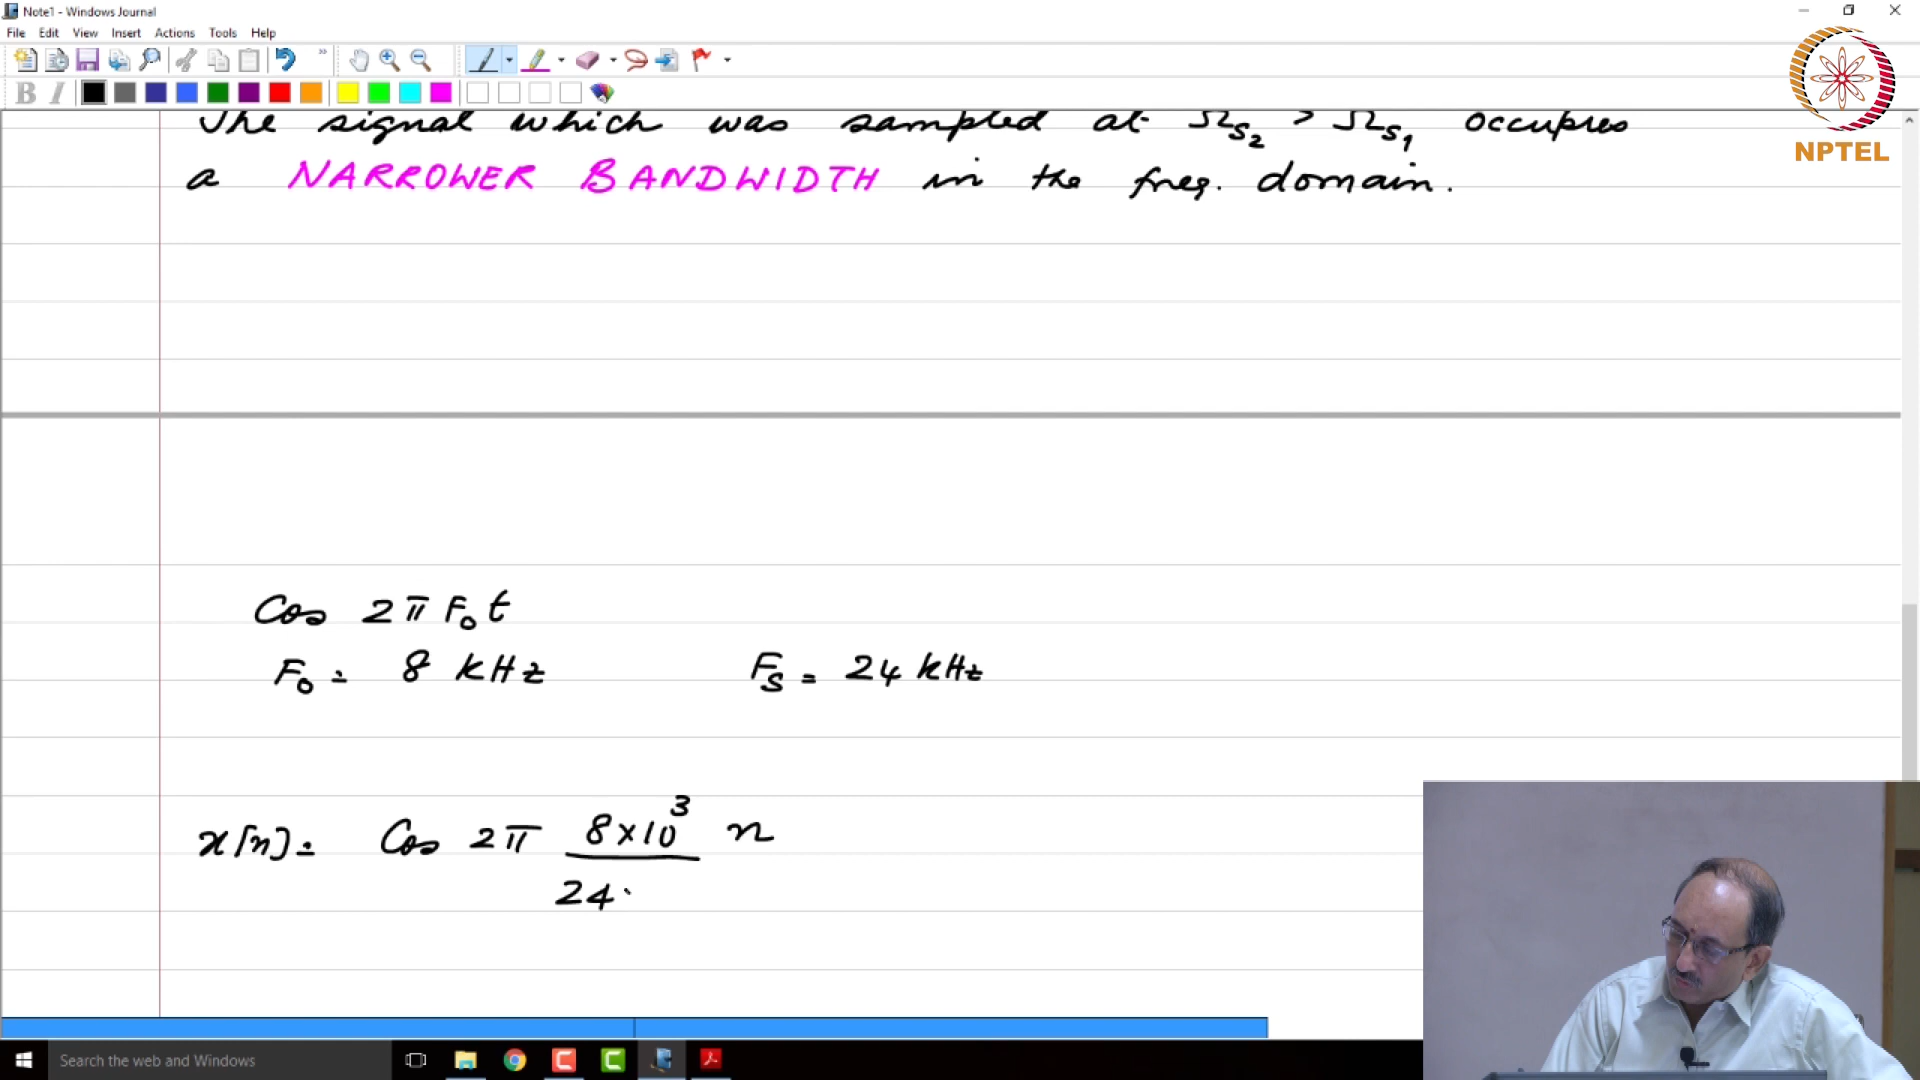 Note1 - Windows Journal
File Edit View Insert Actions Tools Help
B I
NPTEL
The signal which was sampled at Ωs2 > Ωs1 occupies
a NARROWER BANDWIDTH in the freq. domain.
Cos 2π F0 t
F0 = 8 kHz Fs = 24 kHz
x[n] = Cos 2π 8×10^3 n
24·
Search the web and Windows